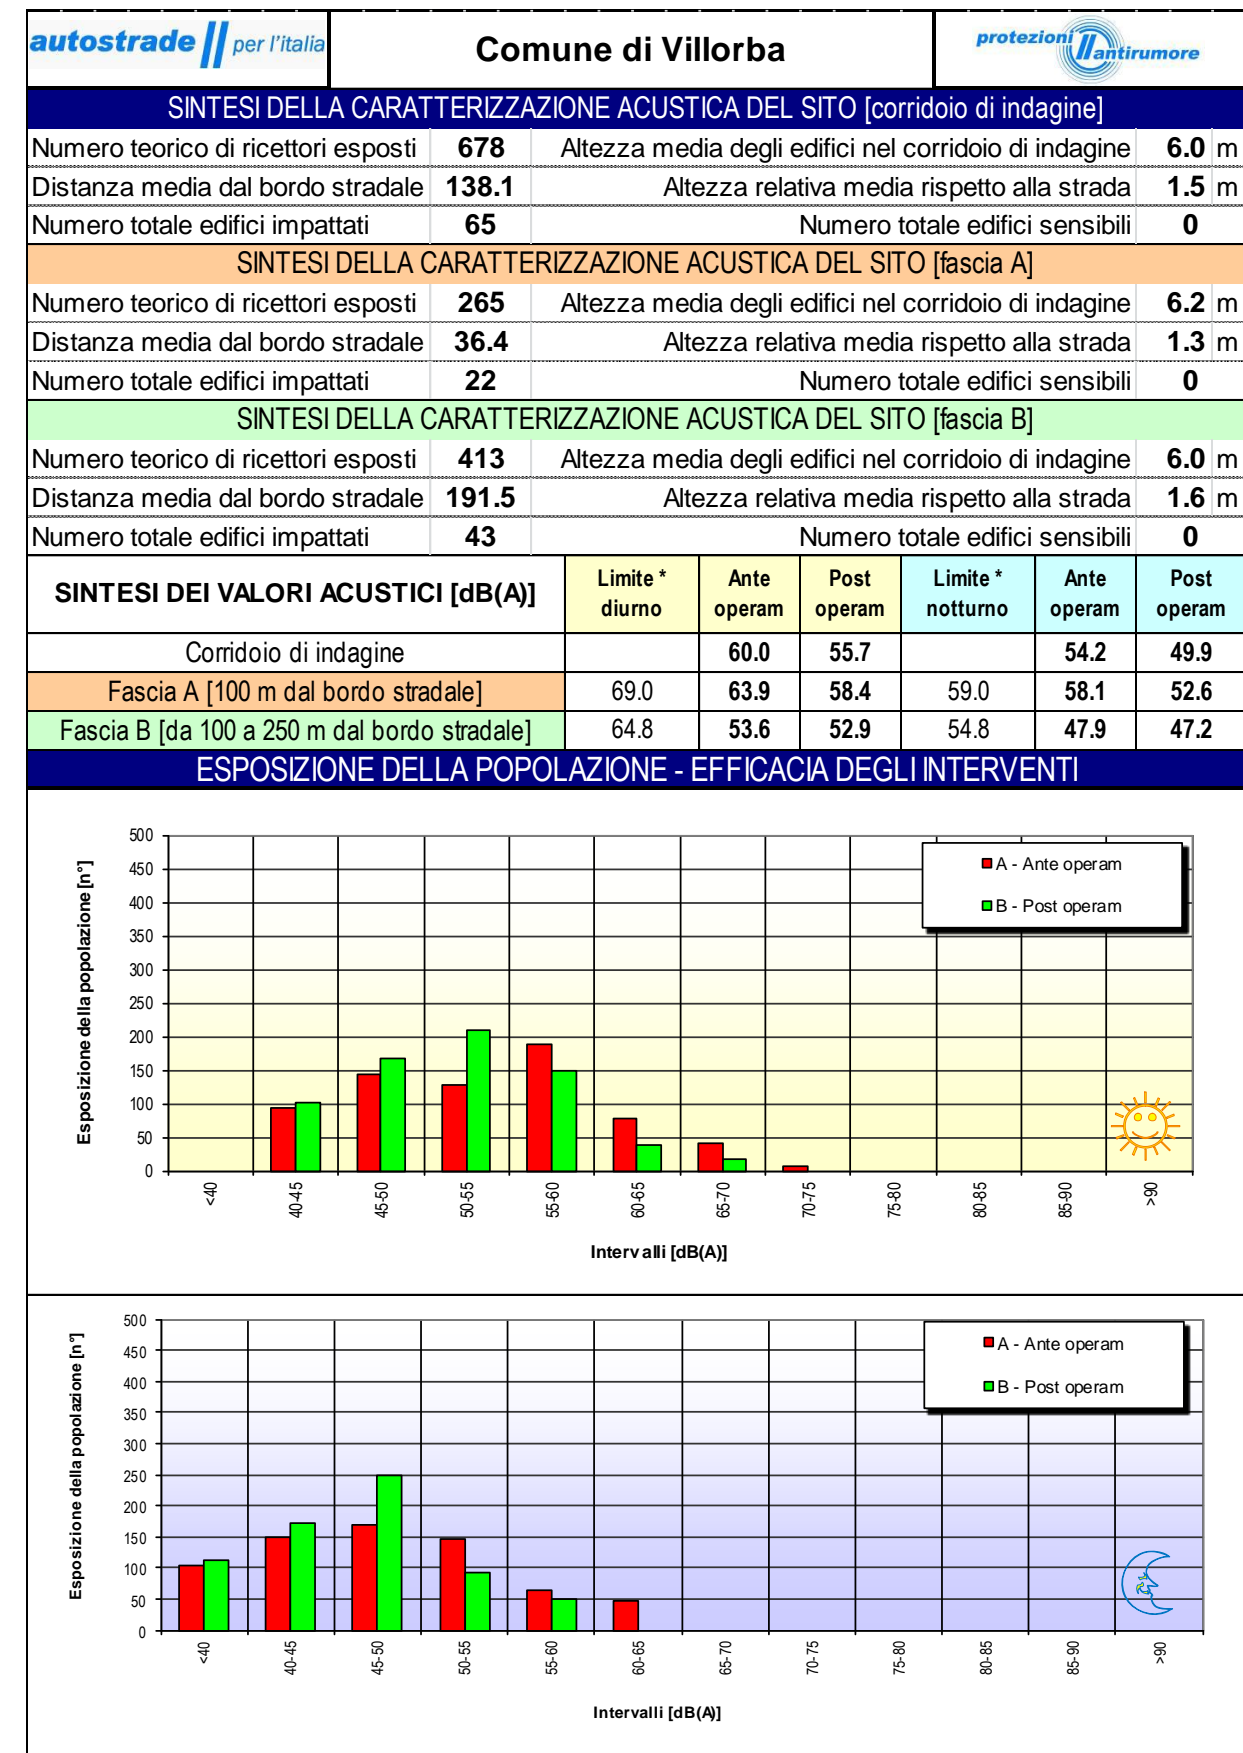 autostrade per l'italia
Comune di Villorba
protezioni antirumore
SINTESI DELLA CARATTERIZZAZIONE ACUSTICA DEL SITO [corridoio di indagine]
Numero teorico di ricettori esposti 678 Altezza media degli edifici nel corridoio di indagine 6.0 m
Distanza media dal bordo stradale 138.1 Altezza relativa media rispetto alla strada 1.5 m
Numero totale edifici impattati 65 Numero totale edifici sensibili 0
SINTESI DELLA CARATTERIZZAZIONE ACUSTICA DEL SITO [fascia A]
Numero teorico di ricettori esposti 265 Altezza media degli edifici nel corridoio di indagine 6.2 m
Distanza media dal bordo stradale 36.4 Altezza relativa media rispetto alla strada 1.3 m
Numero totale edifici impattati 22 Numero totale edifici sensibili 0
SINTESI DELLA CARATTERIZZAZIONE ACUSTICA DEL SITO [fascia B]
Numero teorico di ricettori esposti 413 Altezza media degli edifici nel corridoio di indagine 6.0 m
Distanza media dal bordo stradale 191.5 Altezza relativa media rispetto alla strada 1.6 m
Numero totale edifici impattati 43 Numero totale edifici sensibili 0
SINTESI DEI VALORI ACUSTICI [dB(A)]
Limite * diurno
Ante operam
Post operam
Limite * notturno
Ante operam
Post operam
Corridoio di indagine 60.0 55.7 54.2 49.9
Fascia A [100 m dal bordo stradale] 69.0 63.9 58.4 59.0 58.1 52.6
Fascia B [da 100 a 250 m dal bordo stradale] 64.8 53.6 52.9 54.8 47.9 47.2
ESPOSIZIONE DELLA POPOLAZIONE - EFFICACIA DEGLI INTERVENTI
Esposizione della popolazione [n°]
500
450
400
350
300
250
200
150
100
50
0
A - Ante operam
B - Post operam
<40 40-45 45-50 50-55 55-60 60-65 65-70 70-75 75-80 80-85 85-90 >90
Intervalli [dB(A)]
Esposizione della popolazione [n°]
500
450
400
350
300
250
200
150
100
50
0
A - Ante operam
B - Post operam
<40 40-45 45-50 50-55 55-60 60-65 65-70 70-75 75-80 80-85 85-90 >90
Intervalli [dB(A)]